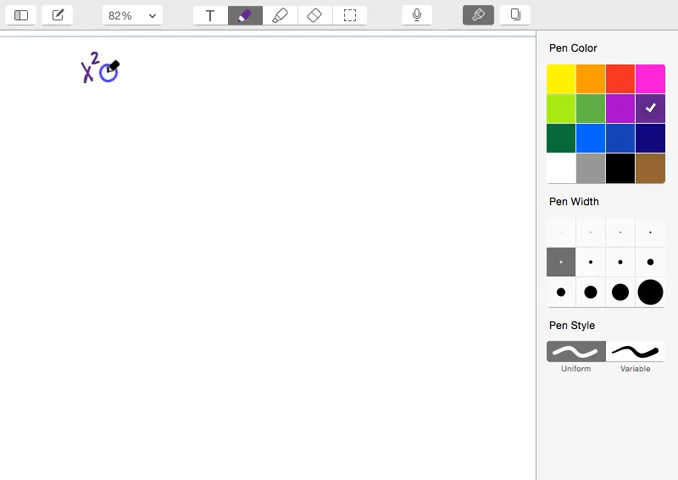 82%
T
Pen Color
x²
Pen Width
Pen Style
Uniform Variable